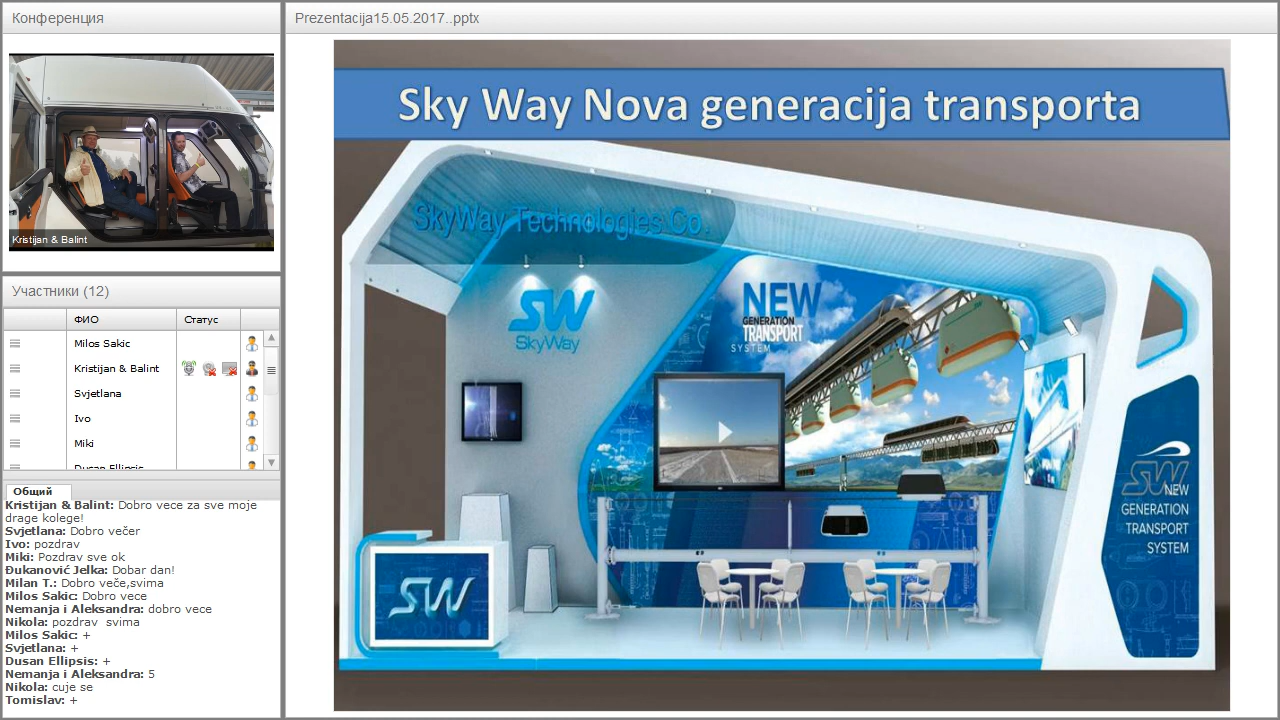 Конференция
Kristijan & Balint
Участники (12)
ФИО
Статус
Milos Sakic
Kristijan & Balint
Svjetlana
Ivo
Miki
Dusan Ellipsis
Общий
Kristijan & Balint: Dobro vece za sve moje
drage kolege!
Svjetlana: Dobro večer
Ivo: pozdrav
Miki: Pozdrav sve ok
Đukanović Jelka: Dobar dan!
Milan T.: Dobro veče,svima
Milos Sakic: Dobro vece
Nemanja i Aleksandra: dobro vece
Nikola: pozdrav svima
Milos Sakic: +
Svjetlana: +
Dusan Ellipsis: +
Nemanja i Aleksandra: 5
Nikola: cuje se
Tomislav: +
Prezentacija15.05.2017..pptx
Sky Way Nova generacija transporta
SkyWay Technologies Co.
SW
SkyWay
NEW
GENERATION
TRANSPORT
SYSTEM
SW
SW NEW
GENERATION
TRANSPORT
SYSTEM